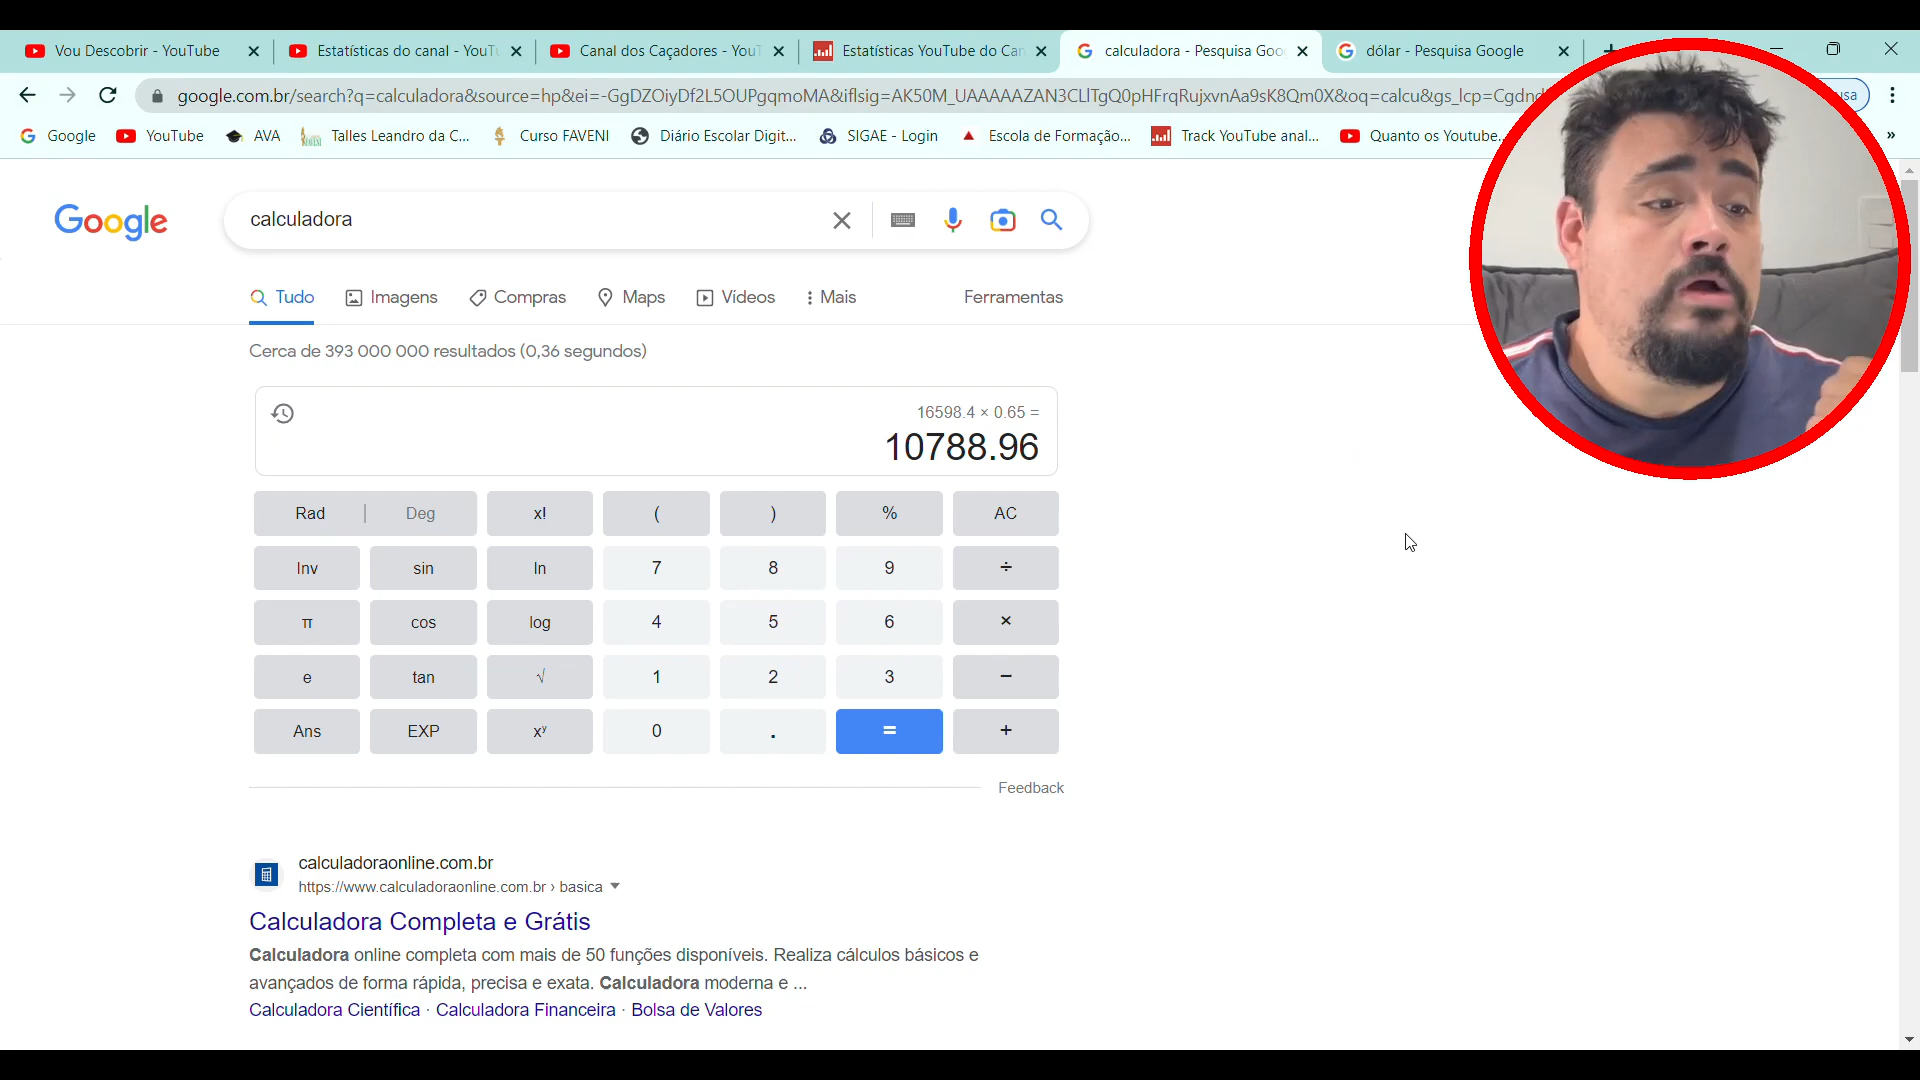 Vou Descobrir - YouTube
Estatísticas do canal - YouTu
Canal dos Caçadores - YouT
Estatísticas YouTube do Can
calculadora - Pesquisa Goo
dólar - Pesquisa Google
google.com.br/search?q=calculadora&source=hp&ei=-GgDZOiyDf2L5OUPgqmoMA&iflsig=AK50M_UAAAAAZAN3CLlTgQ0pHFrqRujxvnAa9sK8Qm0X&oq=calcu&gs_lcp=Cgdnd
usa
Google
YouTube
AVA
Talles Leandro da C...
Curso FAVENI
Diário Escolar Digit...
SIGAE - Login
Escola de Formação...
Track YouTube anal...
Quanto os Youtube...
»
Google
calculadora
Tudo
Imagens
Compras
Maps
Vídeos
Mais
Ferramentas
Cerca de 393 000 000 resultados (0,36 segundos)
16598.4 × 0.65 =
10788.96
Rad | Deg x! ( ) % AC
Inv sin ln 7 8 9 ÷
π cos log 4 5 6 ×
e tan √ 1 2 3 −
Ans EXP xʸ 0 . = +
Feedback
calculadoraonline.com.br
https://www.calculadoraonline.com.br › basica
Calculadora Completa e Grátis
Calculadora online completa com mais de 50 funções disponíveis. Realiza cálculos básicos e
avançados de forma rápida, precisa e exata. Calculadora moderna e ...
Calculadora Científica · Calculadora Financeira · Bolsa de Valores